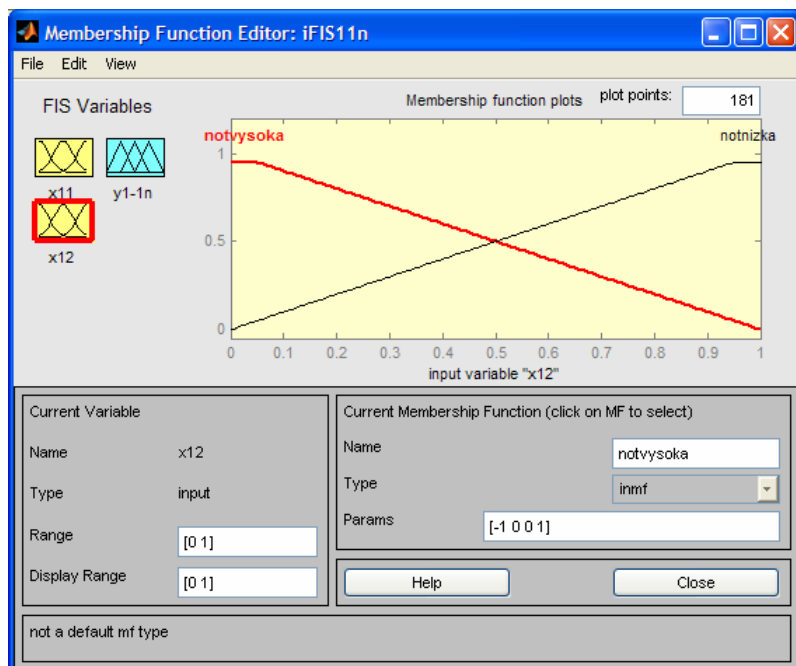 Membership Function Editor: iFIS11n
File Edit View
FIS Variables
x11
y1-1n
x12
Membership function plots
plot points:
181
notvysoka
notnizka
1
0.5
0
0 0.1 0.2 0.3 0.4 0.5 0.6 0.7 0.8 0.9 1
input variable "x12"
Current Variable
Name x12
Type input
Range [0 1]
Display Range [0 1]
Current Membership Function (click on MF to select)
Name notvysoka
Type inmf
Params [-1 0 0 1]
Help Close
not a default mf type